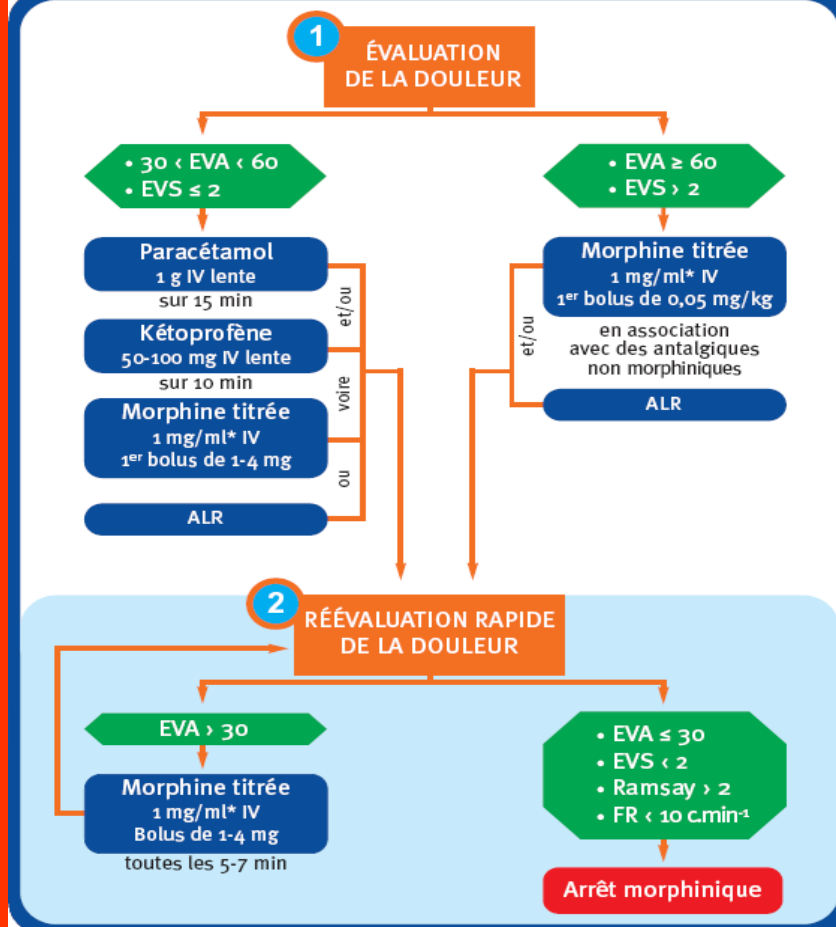 1
ÉVALUATION
DE LA DOULEUR
• 30 < EVA < 60
• EVS ≤ 2
Paracétamol
1 g IV lente
sur 15 min
et/ou
Kétoprofène
50-100 mg IV lente
sur 10 min
voire
Morphine titrée
1 mg/ml* IV
1er bolus de 1-4 mg
ou
ALR
• EVA ≥ 60
• EVS > 2
Morphine titrée
1 mg/ml* IV
1er bolus de 0,05 mg/kg
et/ou
en association
avec des antalgiques
non morphiniques
ALR
2
RÉÉVALUATION RAPIDE
DE LA DOULEUR
EVA > 30
Morphine titrée
1 mg/ml* IV
Bolus de 1-4 mg
toutes les 5-7 min
• EVA ≤ 30
• EVS < 2
• Ramsay > 2
• FR < 10 c.min-1
Arrêt morphinique